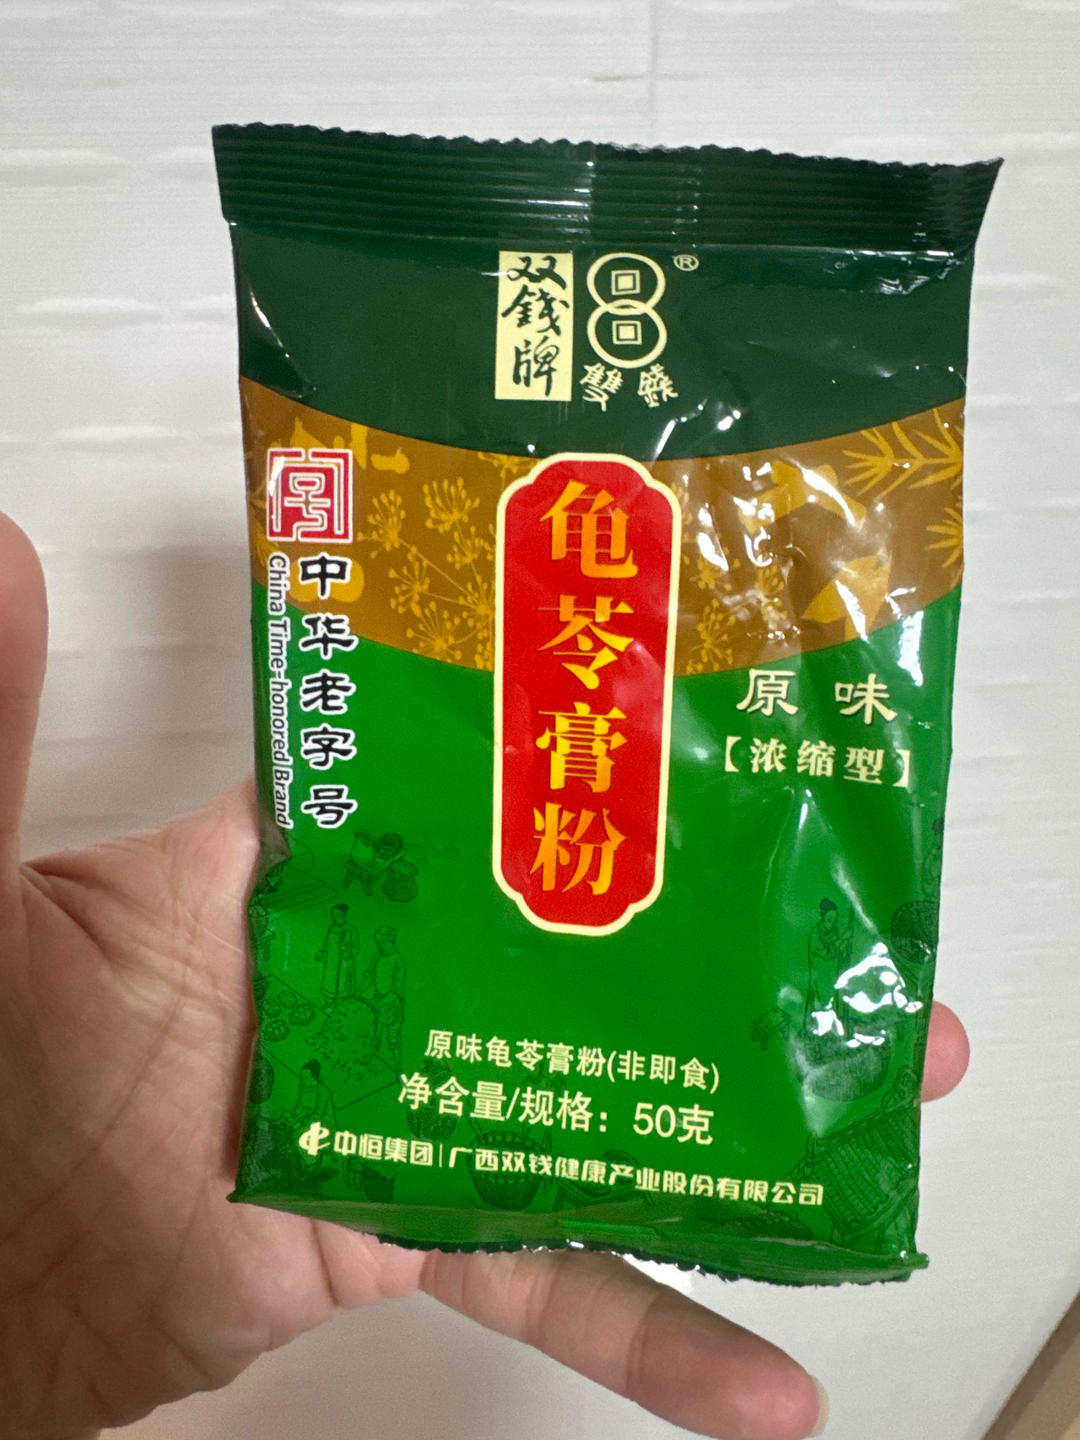 双钱牌
®
雙錢
号
中华老字号
China Time-honored Brand
龟苓膏粉
原味
【浓缩型】
原味龟苓膏粉(非即食)
净含量/规格：50克
中恒集团|广西双钱健康产业股份有限公司